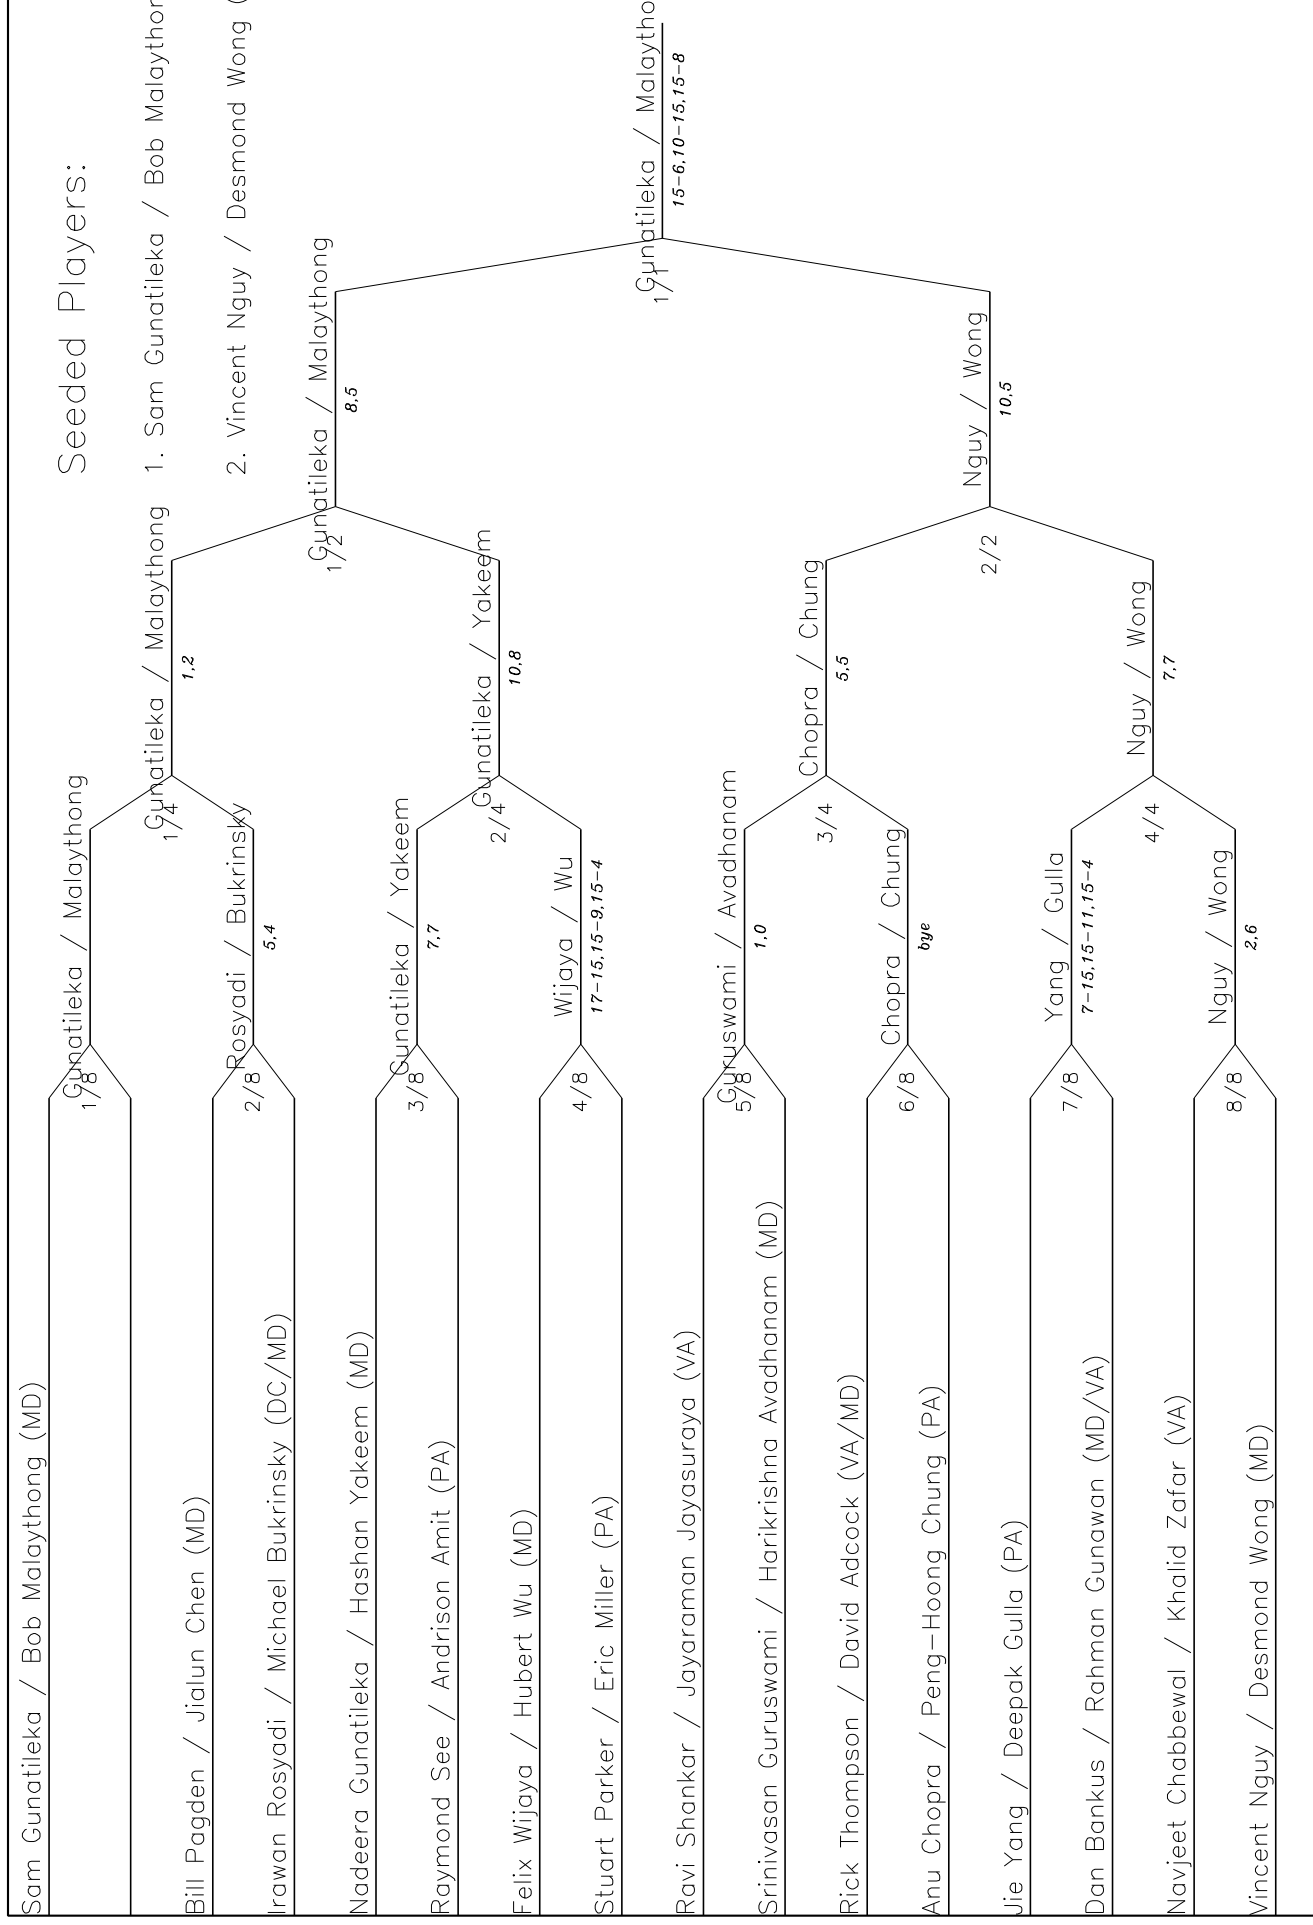 Seeded Players:
1. Sam Gunatileka / Bob Malaython
2. Vincent Nguy / Desmond Wong (
Sam Gunatileka / Bob Malaythong (MD)
Bill Pagden / Jialun Chen (MD)
Irawan Rosyadi / Michael Bukrinsky (DC/MD)
Nadeera Gunatileka / Hashan Yakeem (MD)
Raymond See / Andrison Amit (PA)
Felix Wijaya / Hubert Wu (MD)
Stuart Parker / Eric Miller (PA)
Ravi Shankar / Jayaraman Jayasuraya (VA)
Srinivasan Guruswami / Harikrishna Avadhanam (MD)
Rick Thompson / David Adcock (VA/MD)
Anu Chopra / Peng-Hoong Chung (PA)
Jie Yang / Deepak Gulla (PA)
Dan Bankus / Rahman Gunawan (MD/VA)
Navjeet Chabbewal / Khalid Zafar (VA)
Vincent Nguy / Desmond Wong (MD)
Gunatileka / Malaythong
1/8
Rosyadi / Bukrinsky
2/8
5,4
Gunatileka / Yakeem
3/8
7,7
Wijaya / Wu
4/8
17-15,15-9,15-4
Guruswami / Avadhanam
5/8
1,0
Chopra / Chung
6/8
bye
Yang / Gulla
7/8
7-15,15-11,15-4
Nguy / Wong
8/8
2,6
Gunatileka / Malaythong
1/4
1,2
Gunatileka / Yakeem
2/4
10,8
Chopra / Chung
3/4
5,5
Nguy / Wong
4/4
7,7
Gunatileka / Malaythong
1/2
8,5
Nguy / Wong
2/2
10,5
Gunatileka / Malaytho
1/1
15-6,10-15,15-8